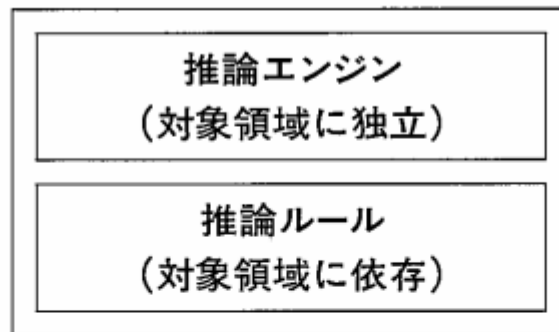 推論エンジン
（対象領域に独立）
推論ルール
（対象領域に依存）